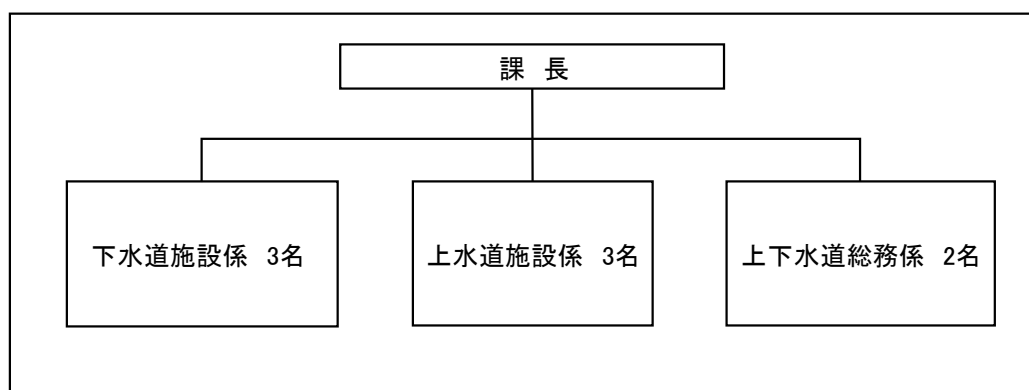 課 長
下水道施設係 3名
上水道施設係 3名
上下水道総務係 2名